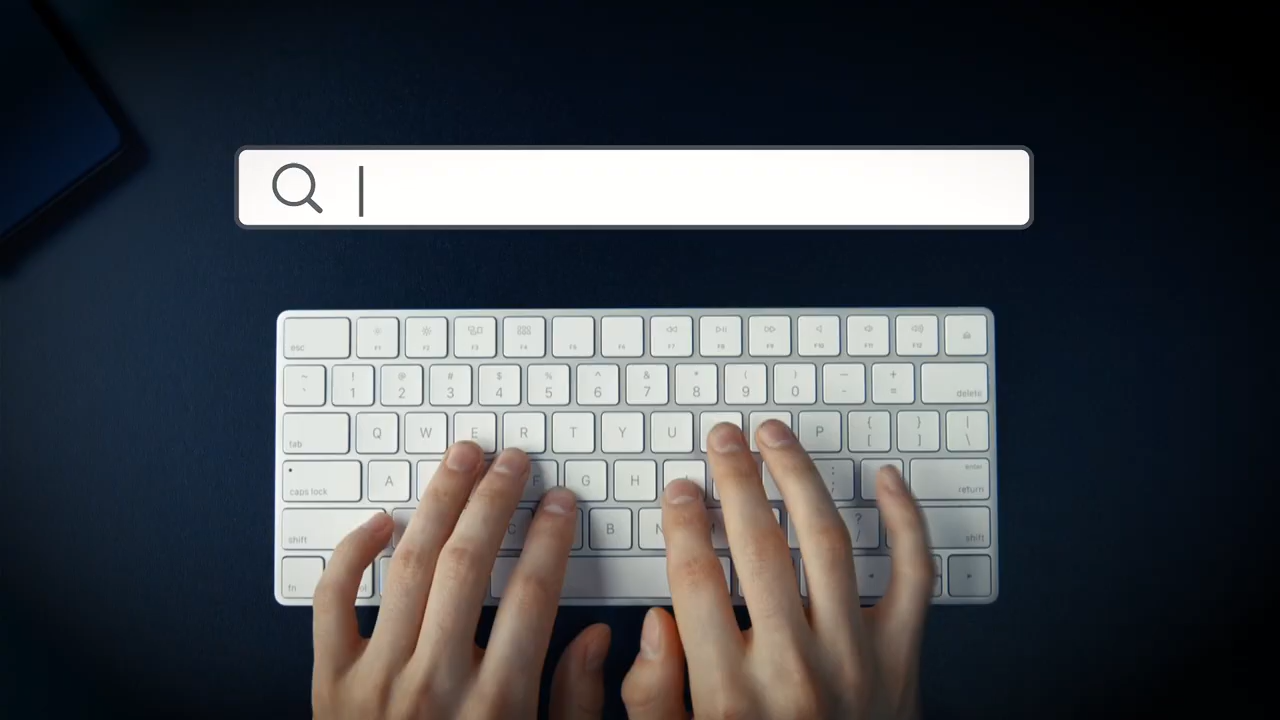 esc F1 F2 F3 F4 F5 F6 F7 F8 F9 F10 F11 F12
~ ! @ # $ % ^ & * ( ) — +
` 1 2 3 4 5 6 7 8 9 0 - = delete
tab Q W E R T Y U P { [ } ] | \
caps lock A F G H : ; enter return
shift C B N M ? / shift
fn